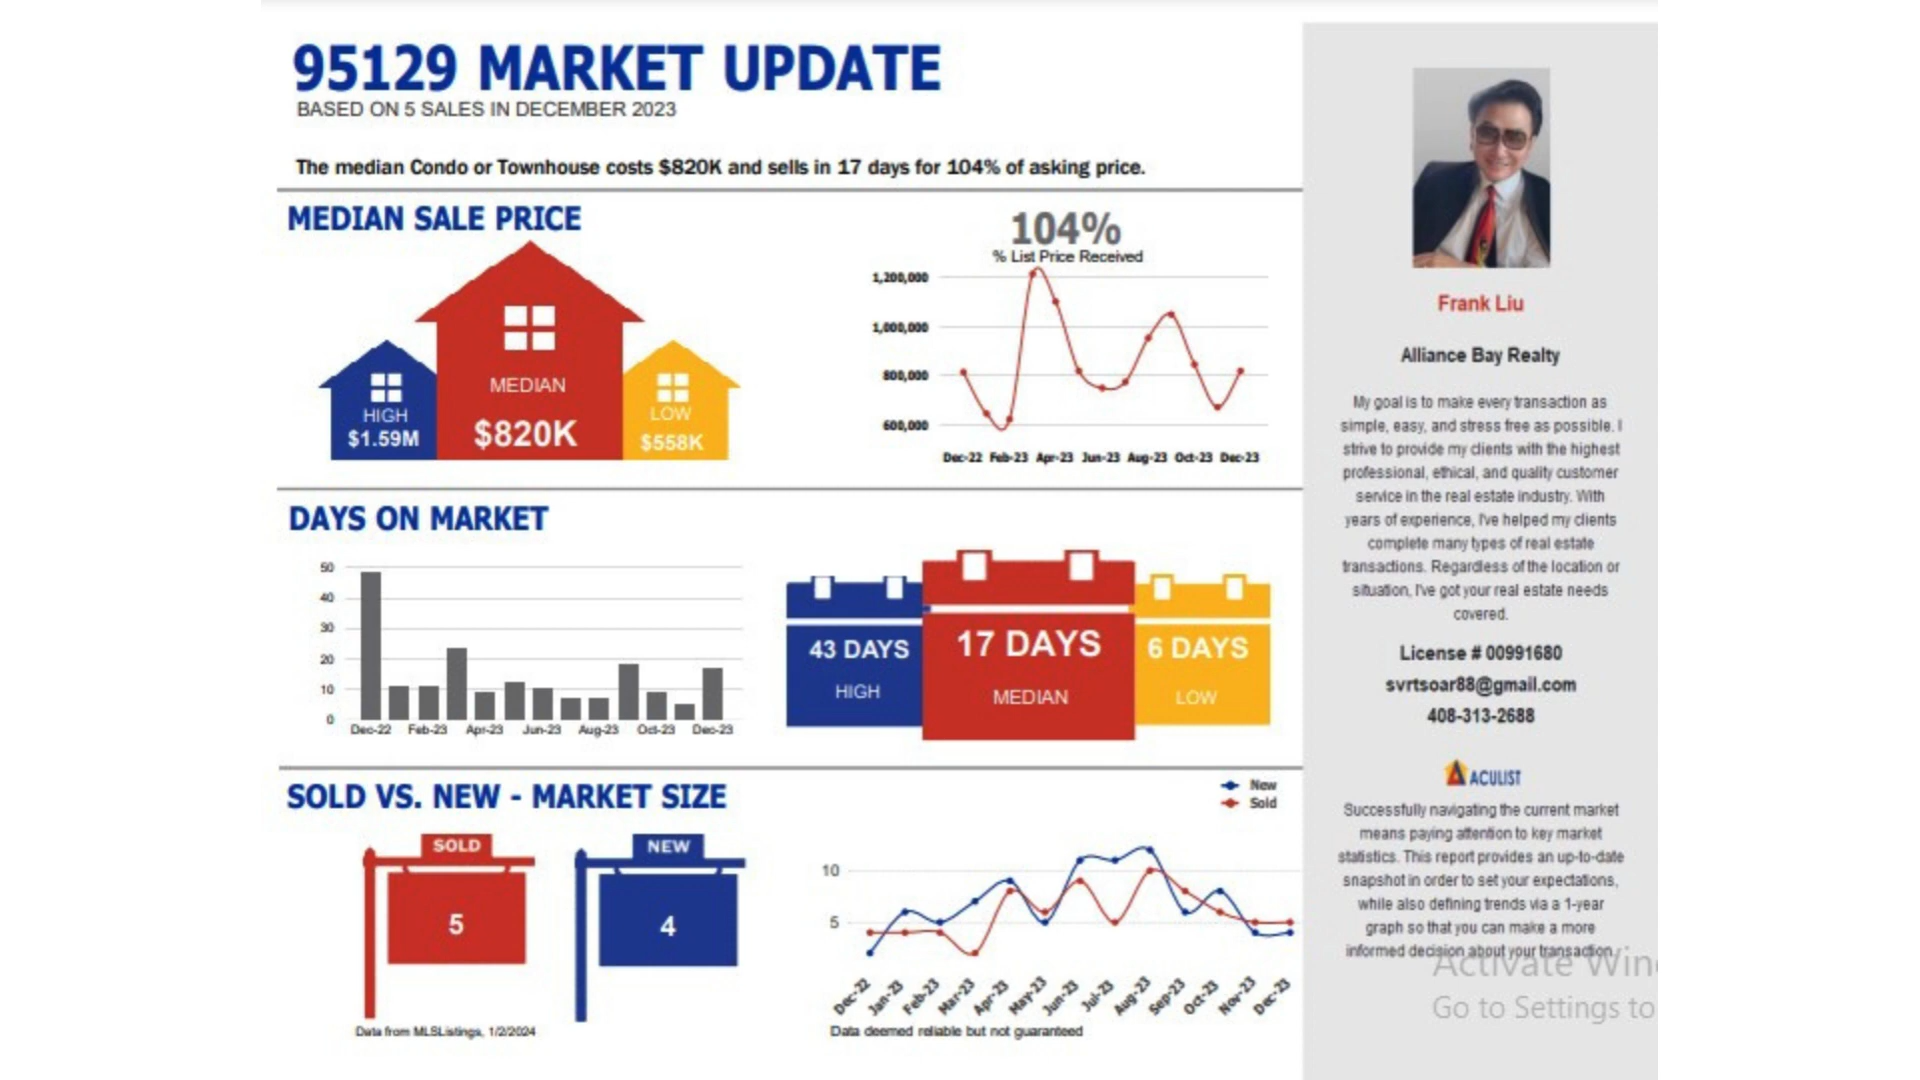 95129 MARKET UPDATE
BASED ON 5 SALES IN DECEMBER 2023
The median Condo or Townhouse costs $820K and sells in 17 days for 104% of asking price.
MEDIAN SALE PRICE
HIGH
$1.59M
MEDIAN
$820K
LOW
$558K
104%
% List Price Received
1,200,000
1,000,000
800,000
600,000
Dec-22 Feb-23 Apr-23 Jun-23 Aug-23 Oct-23 Dec-23
DAYS ON MARKET
50
40
30
20
10
0
Dec-22 Feb-23 Apr-23 Jun-23 Aug-23 Oct-23 Dec-23
43 DAYS
HIGH
17 DAYS
MEDIAN
6 DAYS
LOW
SOLD VS. NEW - MARKET SIZE
SOLD
5
NEW
4
New
Sold
10
5
Dec-22 Jan-23 Feb-23 Mar-23 Apr-23 May-23 Jun-23 Jul-23 Aug-23 Sep-23 Oct-23 Nov-23 Dec-23
Data from MLSListings, 1/2/2024
Data deemed reliable but not guaranteed
Frank Liu
Alliance Bay Realty
My goal is to make every transaction as
simple, easy, and stress free as possible. I
strive to provide my clients with the highest
professional, ethical, and quality customer
service in the real estate industry. With
years of experience, I've helped my clients
complete many types of real estate
transactions. Regardless of the location or
situation, I've got your real estate needs
covered.
License # 00991680
svrtsoar88@gmail.com
408-313-2688
ACULIST
Successfully navigating the current market
means paying attention to key market
statistics. This report provides an up-to-date
snapshot in order to set your expectations,
while also defining trends via a 1-year
graph so that you can make a more
informed decision about your transaction.
Activate Win
Go to Settings to